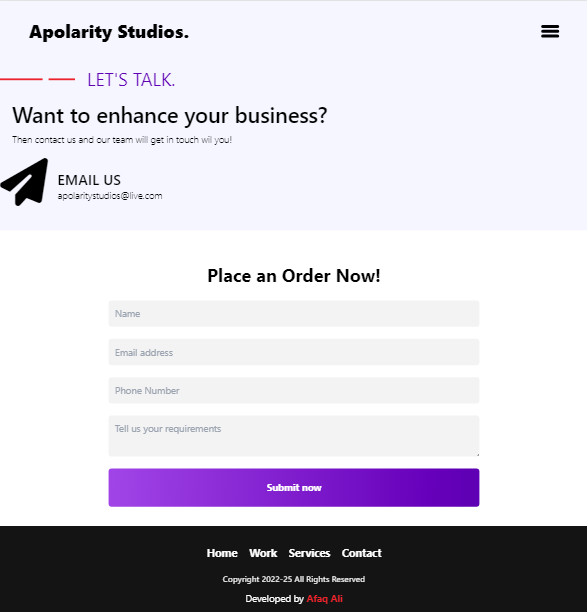 Apolarity Studios.
LET'S TALK.
Want to enhance your business?
Then contact us and our team will get in touch wil you!
EMAIL US
apolaritystudios@live.com
Place an Order Now!
Name
Email address
Phone Number
Tell us your requirements
Submit now
Home Work Services Contact
Copyright 2022-25 All Rights Reserved
Developed by Afaq Ali